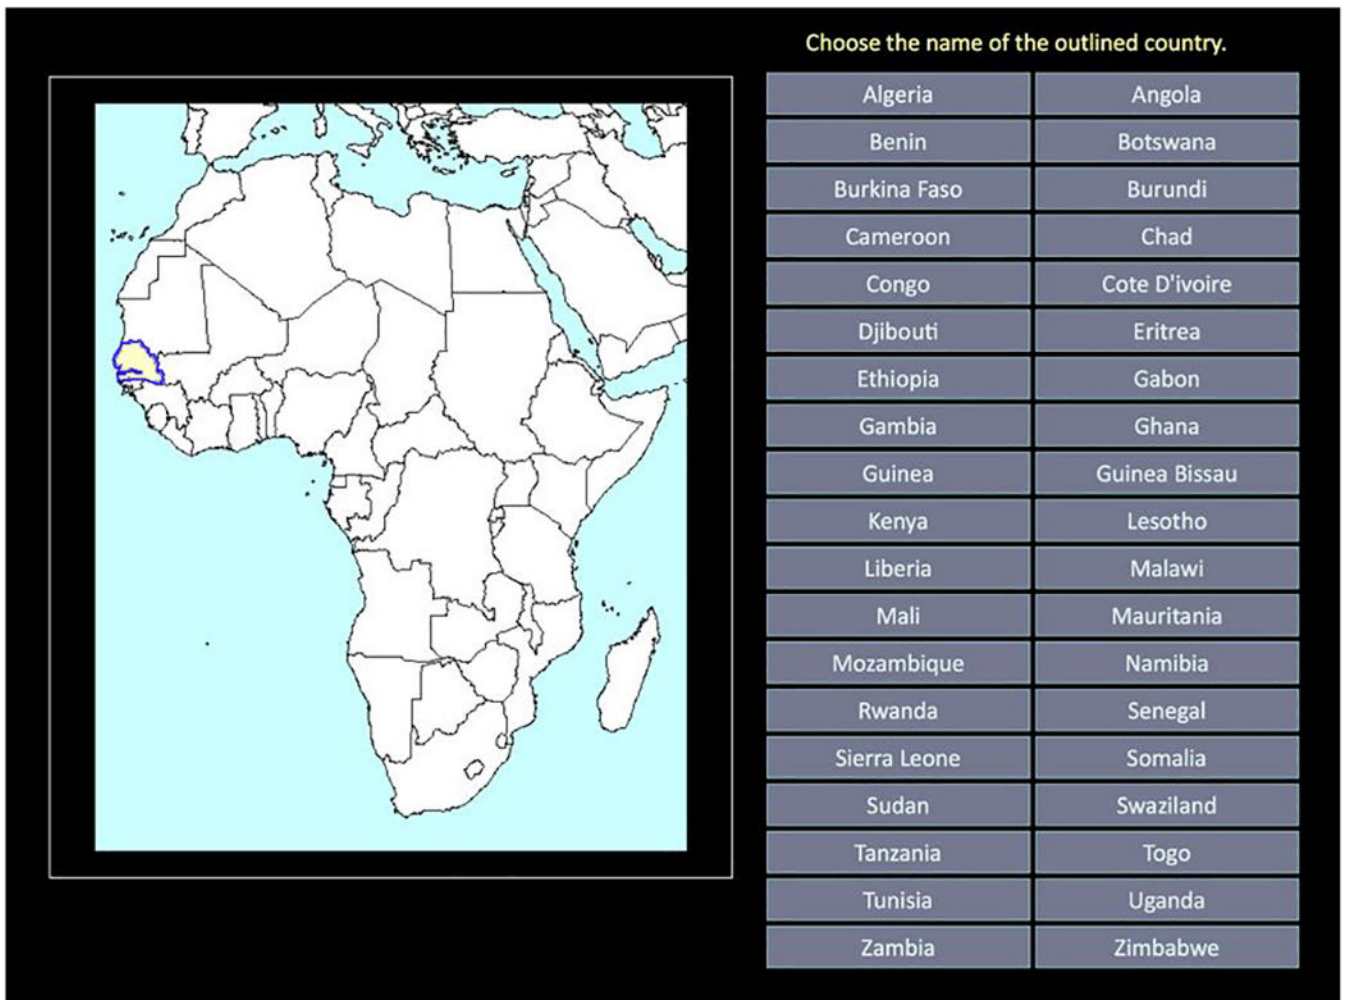 Choose the name of the outlined country.
Algeria
Angola
Benin
Botswana
Burkina Faso
Burundi
Cameroon
Chad
Congo
Cote D'ivoire
Djibouti
Eritrea
Ethiopia
Gabon
Gambia
Ghana
Guinea
Guinea Bissau
Kenya
Lesotho
Liberia
Malawi
Mali
Mauritania
Mozambique
Namibia
Rwanda
Senegal
Sierra Leone
Somalia
Sudan
Swaziland
Tanzania
Togo
Tunisia
Uganda
Zambia
Zimbabwe